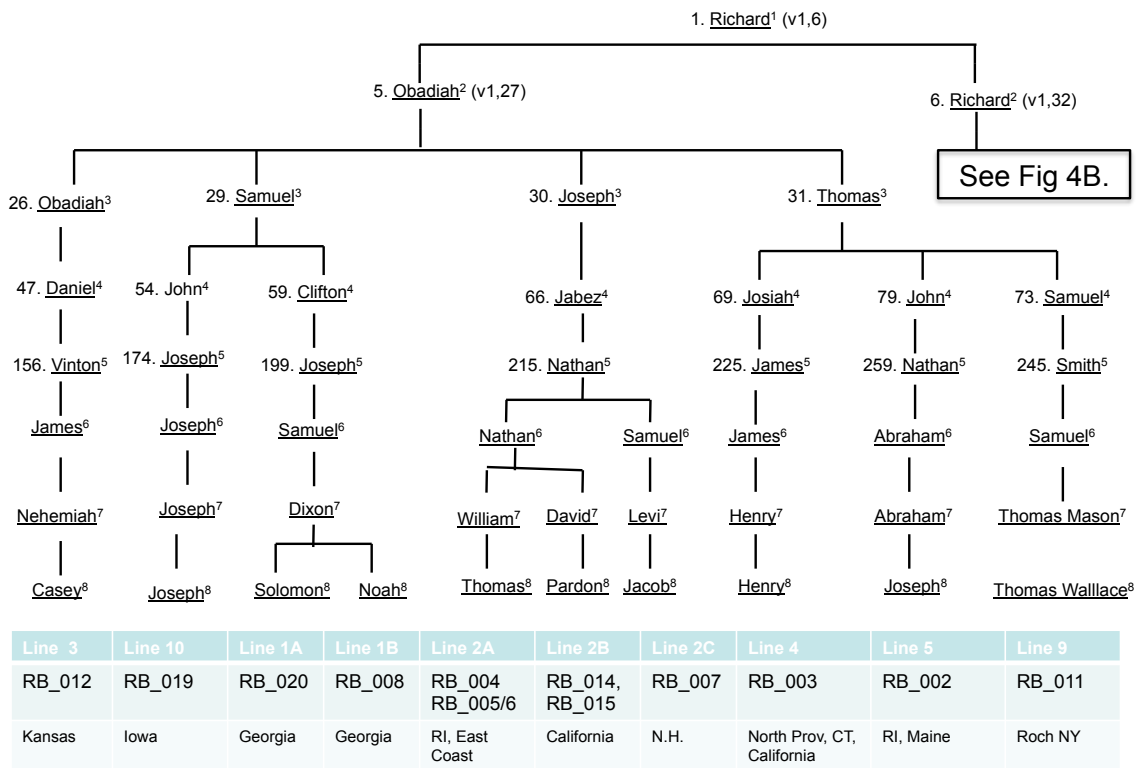 1. Richard¹ (v1,6)
5. Obadiah² (v1,27)
6. Richard² (v1,32)
See Fig 4B.
26. Obadiah³ 29. Samuel³ 30. Joseph³ 31. Thomas³
47. Daniel⁴ 54. John⁴ 59. Clifton⁴ 66. Jabez⁴ 69. Josiah⁴ 79. John⁴ 73. Samuel⁴
156. Vinton⁵ 174. Joseph⁵ 199. Joseph⁵ 215. Nathan⁵ 225. James⁵ 259. Nathan⁵ 245. Smith⁵
James⁶ Joseph⁶ Samuel⁶ Nathan⁶ Samuel⁶ James⁶ Abraham⁶ Samuel⁶
Nehemiah⁷ Joseph⁷ Dixon⁷ William⁷ David⁷ Levi⁷ Henry⁷ Abraham⁷ Thomas Mason⁷
Casey⁸ Joseph⁸ Solomon⁸ Noah⁸ Thomas⁸ Pardon⁸ Jacob⁸ Henry⁸ Joseph⁸ Thomas Walllace⁸
Line 3 Line 10 Line 1A Line 1B Line 2A Line 2B Line 2C Line 4 Line 5 Line 9
RB_012 RB_019 RB_020 RB_008 RB_004 RB_014, RB_007 RB_003 RB_002 RB_011
RB_005/6 RB_015
Kansas Iowa Georgia Georgia RI, East California N.H. North Prov, CT, RI, Maine Roch NY
Coast California